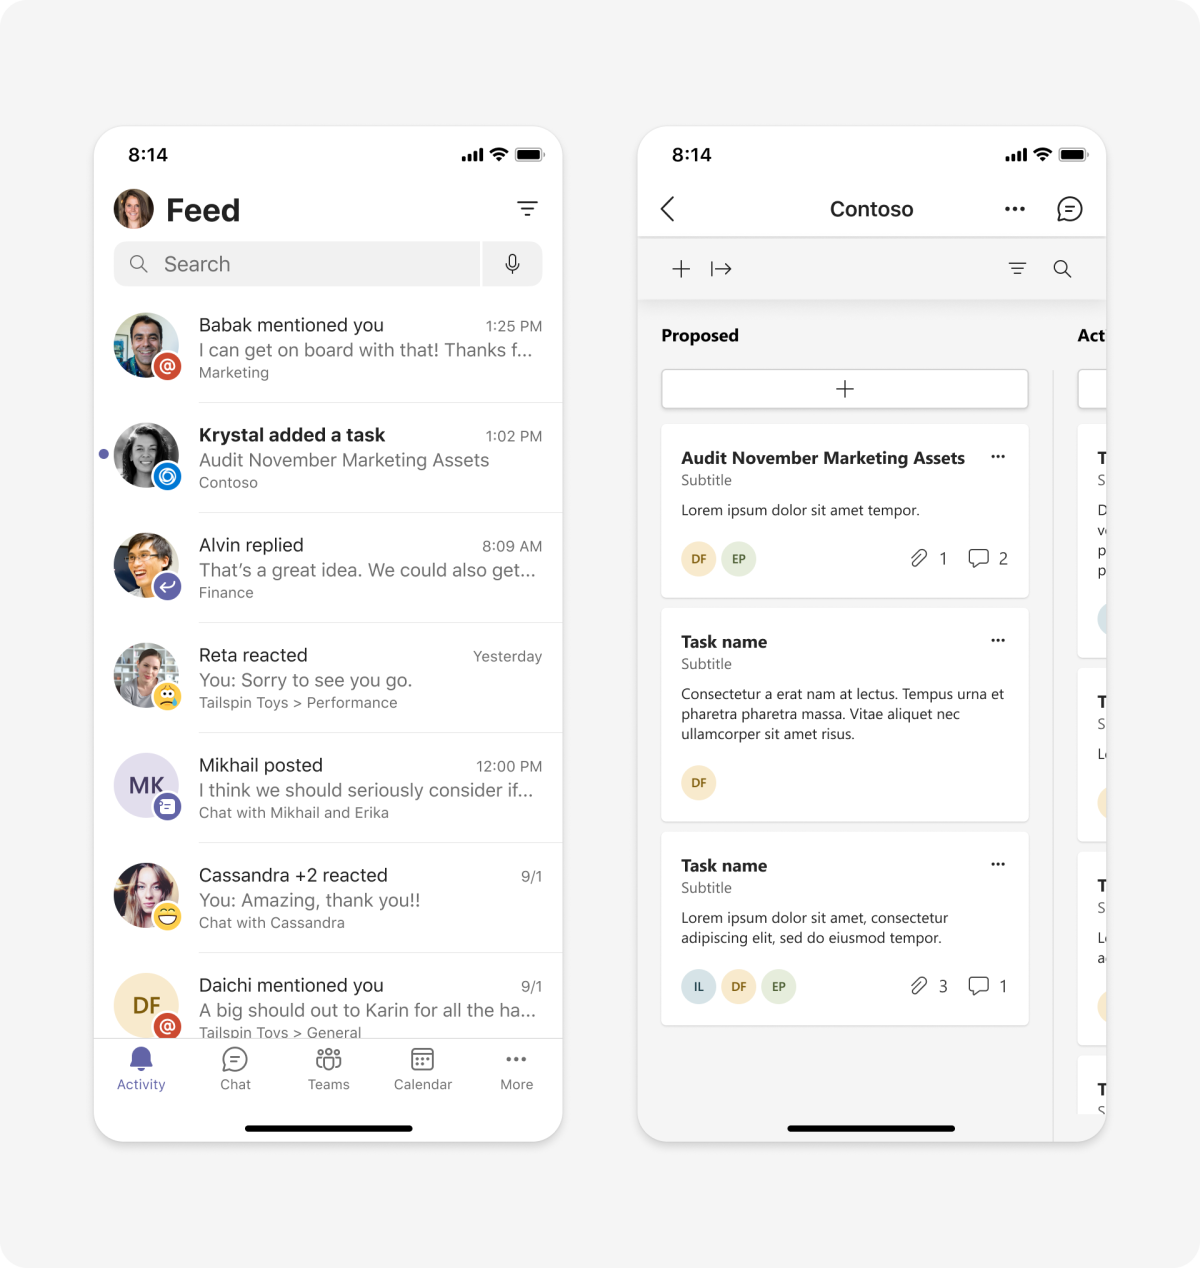 8:14
Feed
Search
Babak mentioned you 1:25 PM
I can get on board with that! Thanks f...
Marketing
Krystal added a task 1:02 PM
Audit November Marketing Assets
Contoso
Alvin replied 8:09 AM
That's a great idea. We could also get...
Finance
Reta reacted Yesterday
You: Sorry to see you go.
Tailspin Toys > Performance
MK
Mikhail posted 12:00 PM
I think we should seriously consider if...
Chat with Mikhail and Erika
Cassandra +2 reacted 9/1
You: Amazing, thank you!!
Chat with Cassandra
DF
Daichi mentioned you 9/1
A big should out to Karin for all the ha...
Tailspin Toys > General
Activity Chat Teams Calendar More
8:14
Contoso
Proposed
Audit November Marketing Assets
Subtitle
Lorem ipsum dolor sit amet tempor.
DF EP 1 2
Task name
Subtitle
Consectetur a erat nam at lectus. Tempus urna et
pharetra pharetra massa. Vitae aliquet nec
ullamcorper sit amet risus.
DF
Task name
Subtitle
Lorem ipsum dolor sit amet, consectetur
adipiscing elit, sed do eiusmod tempor.
IL DF EP 3 1
Act